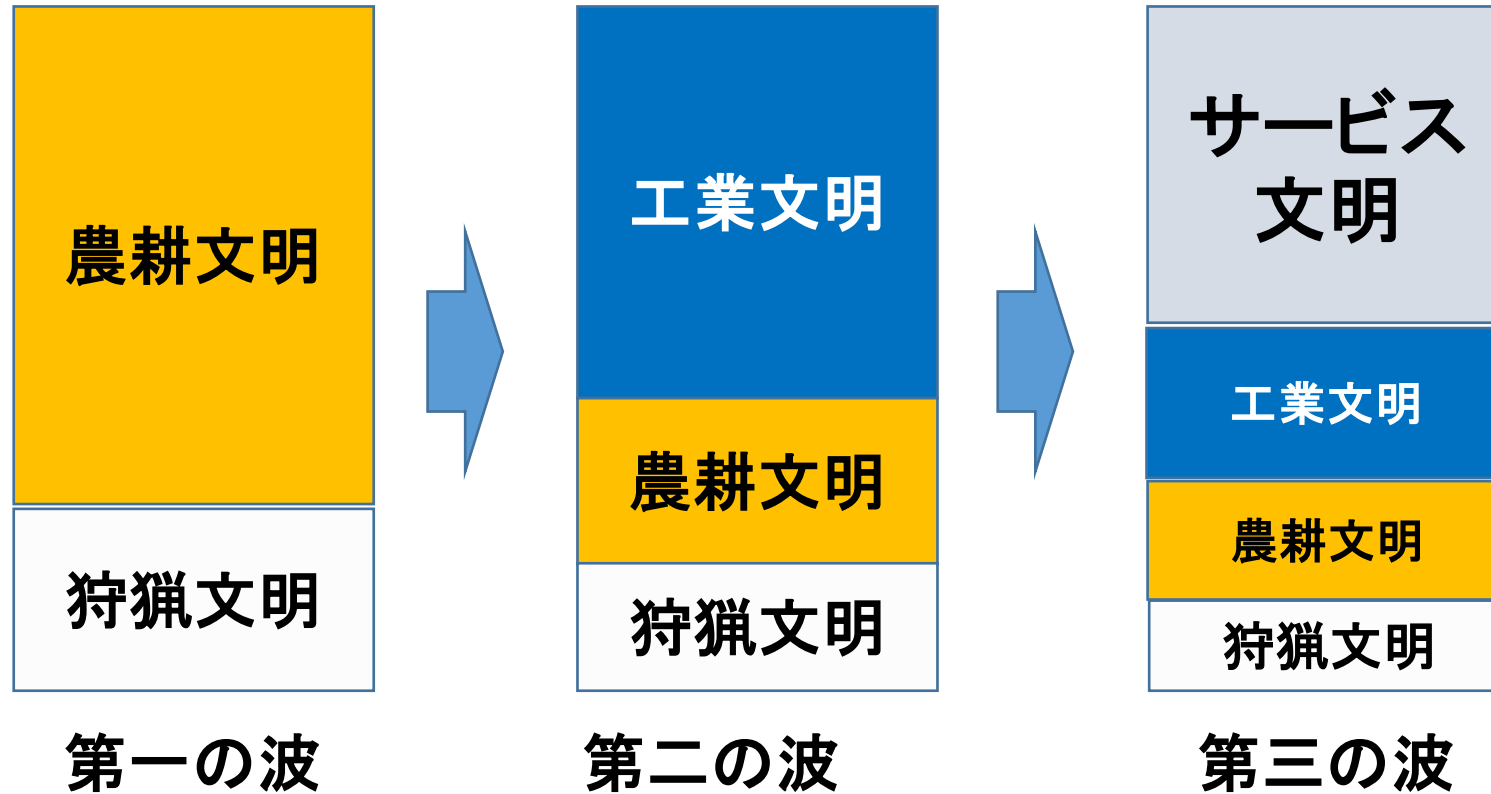 農耕文明
狩猟文明
第一の波
工業文明
農耕文明
狩猟文明
第二の波
サービス
文明
工業文明
農耕文明
狩猟文明
第三の波